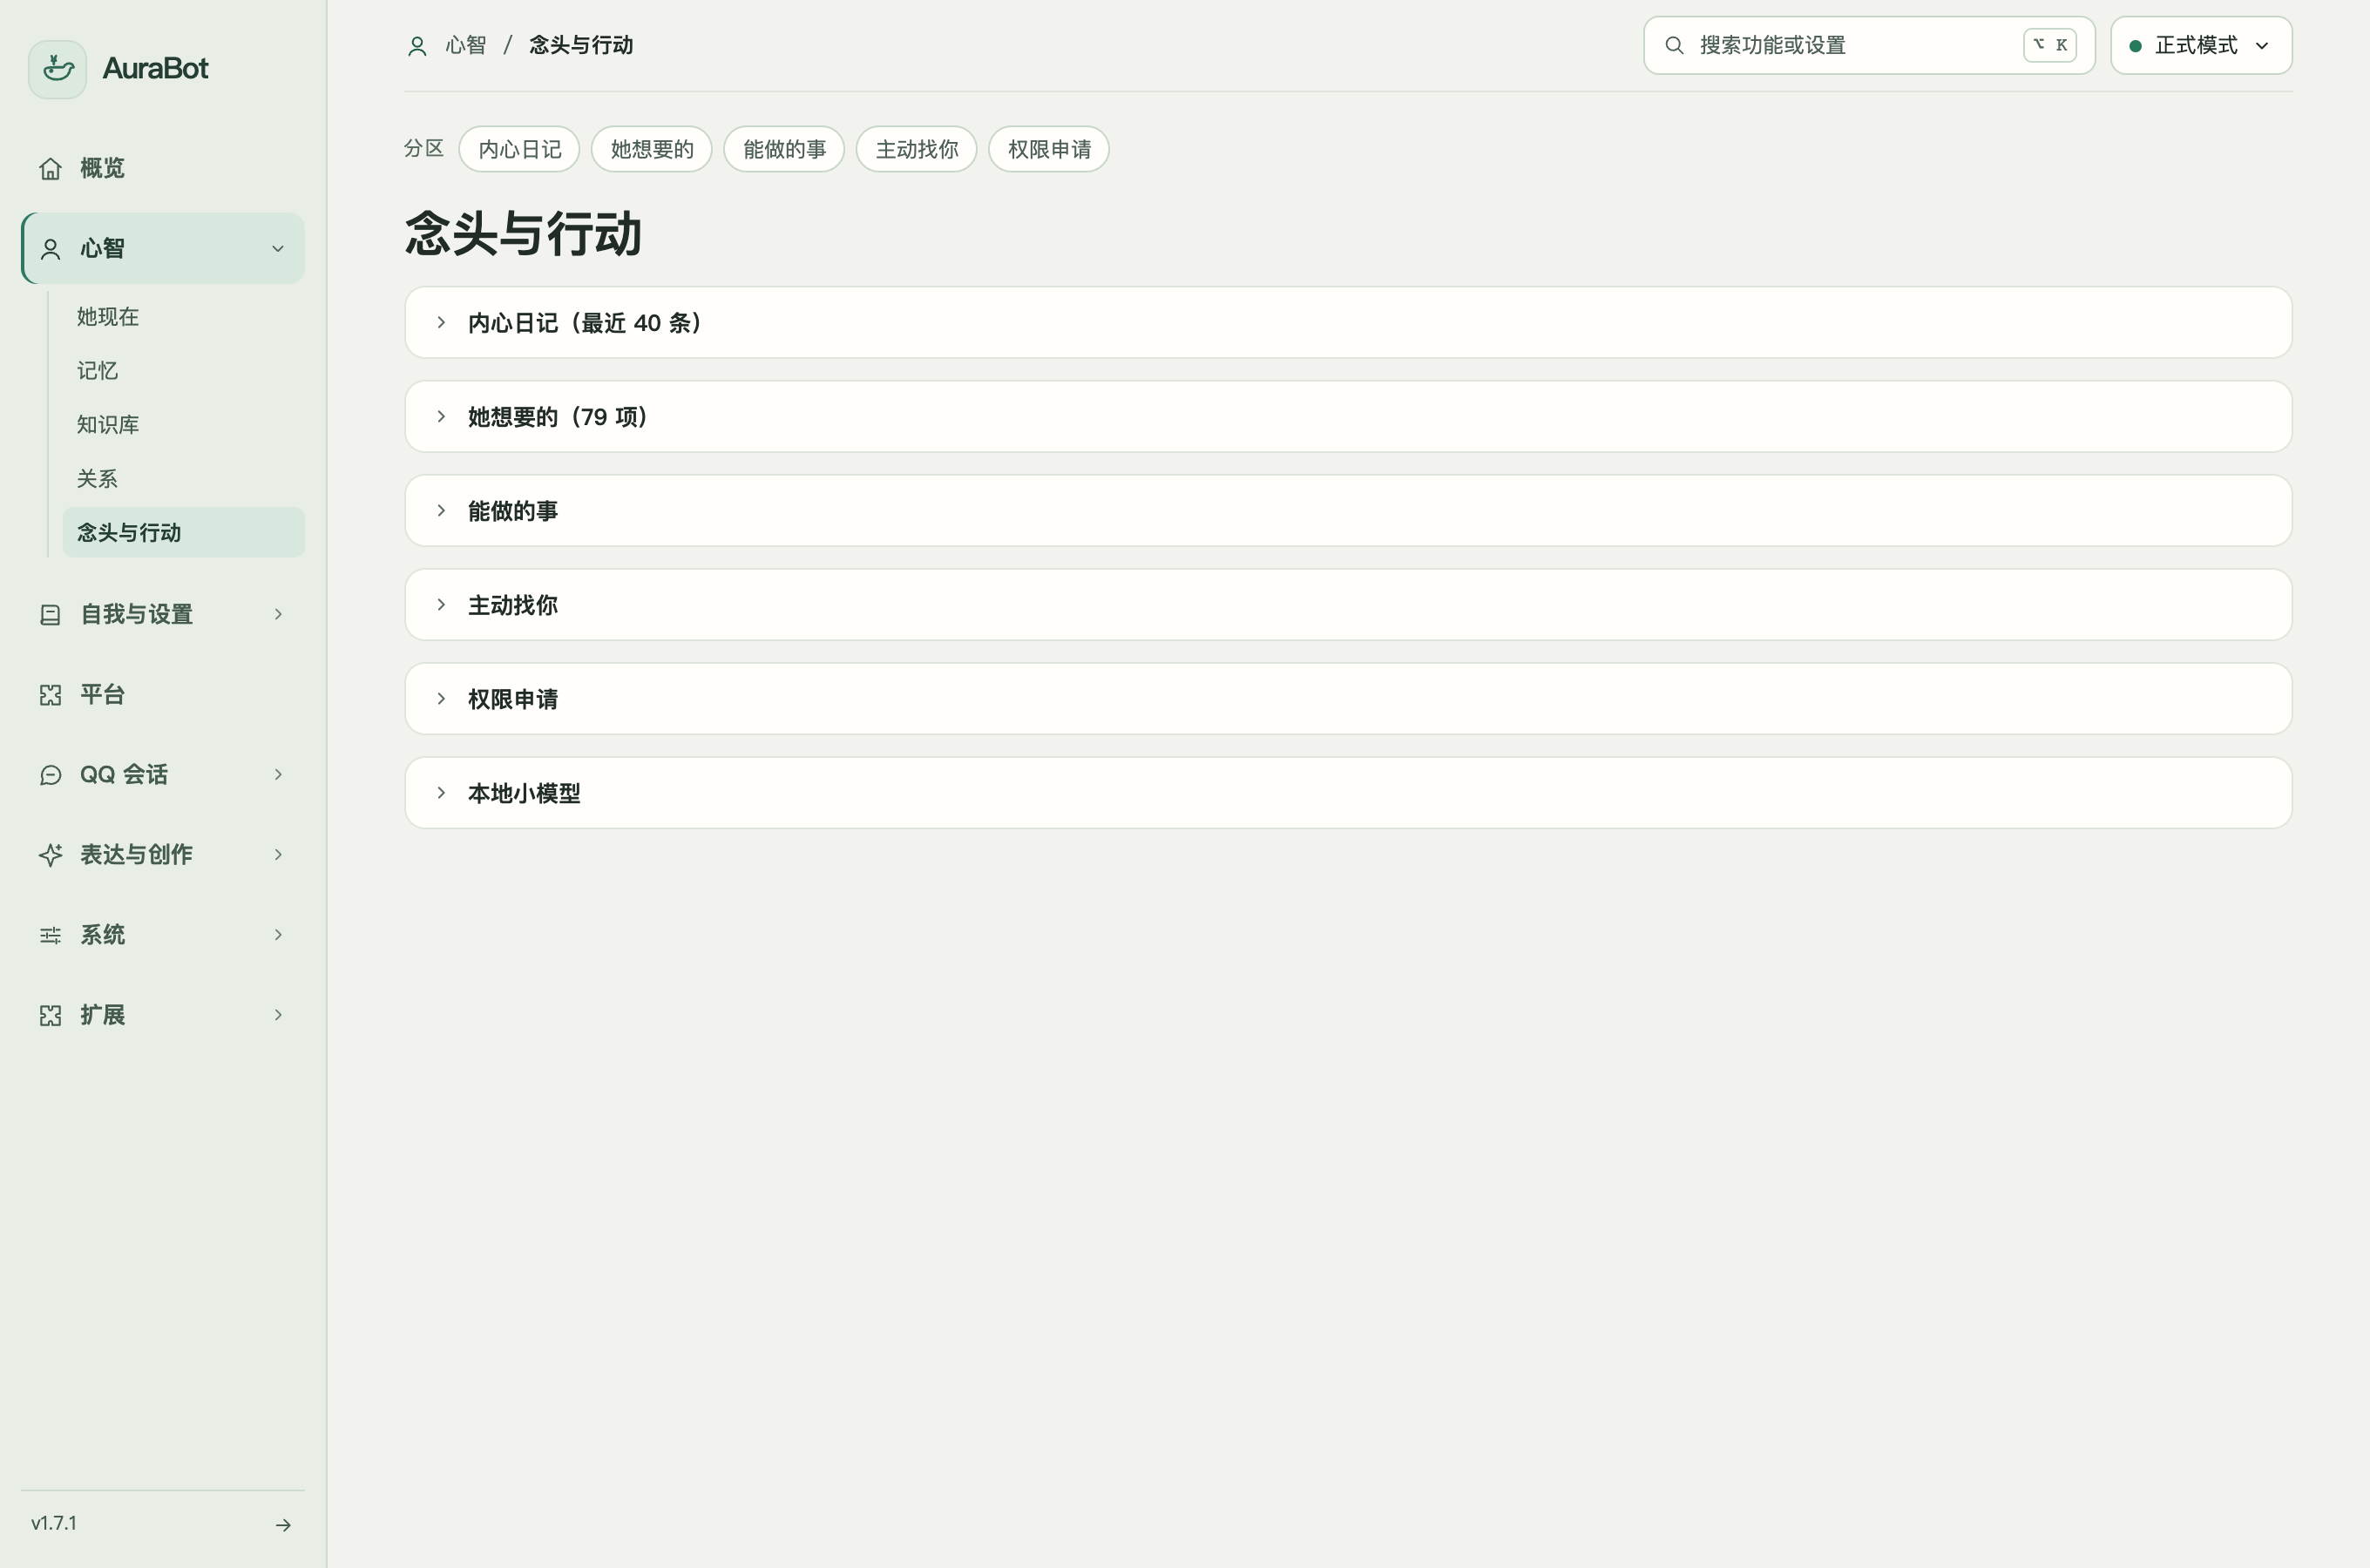 AuraBot
概览
心智
她现在
记忆
知识库
关系
念头与行动
自我与设置
平台
QQ 会话
表达与创作
系统
扩展
v1.7.1
心智 / 念头与行动
搜索功能或设置 ⌥ K
正式模式
分区 内心日记 她想要的 能做的事 主动找你 权限申请
念头与行动
内心日记（最近 40 条）
她想要的（79 项）
能做的事
主动找你
权限申请
本地小模型